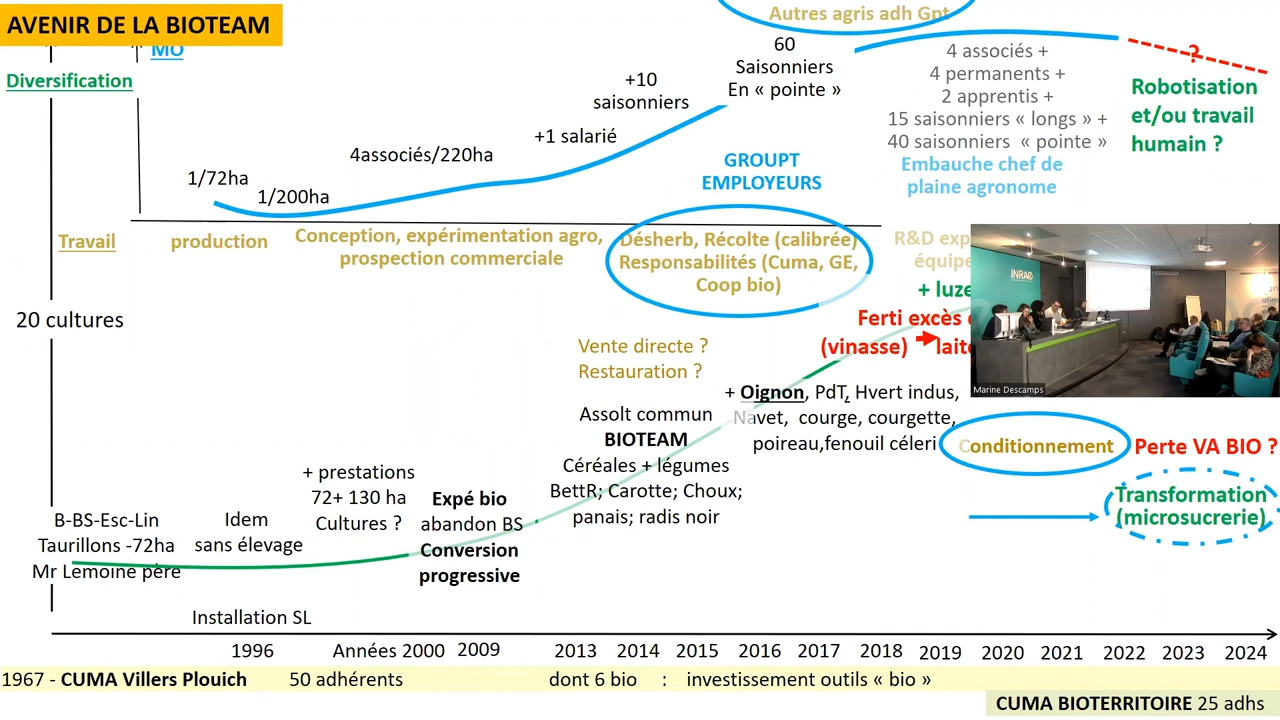 AVENIR DE LA BIOTEAM
Autres agris adh Gpt
MO
Diversification
60
Saisonniers
En « pointe »
+10
saisonniers
+1 salarié
4associés/220ha
1/72ha
1/200ha
4 associés +
4 permanents +
2 apprentis +
15 saisonniers « longs » +
40 saisonniers « pointe »
Embauche chef de
plaine agronome
?
Robotisation
et/ou travail
humain ?
GROUPT
EMPLOYEURS
Travail
production
Conception, expérimentation agro,
prospection commerciale
Désherb, Récolte (calibrée)
Responsabilités (Cuma, GE,
Coop bio)
R&D exp
équipe
+ luze
Ferti excès
(vinasse)
laito
INRAE
Marine Descamps
20 cultures
Vente directe ?
Restauration ?
+ Oignon, PdT, Hvert indus,
Navet, courge, courgette,
poireau,fenouil céleri
Assolt commun
BIOTEAM
Céréales + légumes
BettR; Carotte; Choux;
panais; radis noir
Conditionnement
Perte VA BIO ?
Transformation
(microsucrerie)
+ prestations
72+ 130 ha
Cultures ?
Expé bio
abandon BS
Conversion
progressive
B-BS-Esc-Lin
Taurillons -72ha
Mr Lemoine père
Idem
sans élevage
Installation SL
1996 Années 2000 2009 2013 2014 2015 2016 2017 2018 2019 2020 2021 2022 2023 2024
1967 - CUMA Villers Plouich 50 adhérents dont 6 bio : investissement outils « bio »
CUMA BIOTERRITOIRE 25 adhs